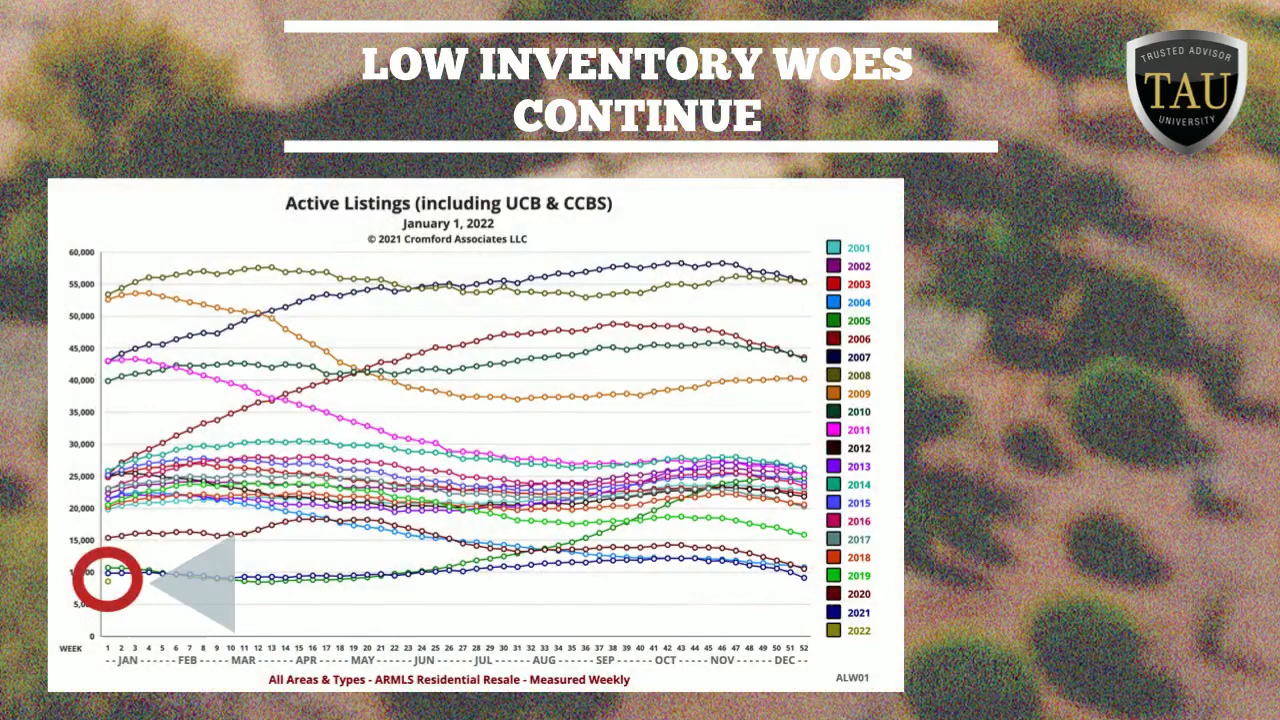 LOW INVENTORY WOES
CONTINUE
TRUSTED ADVISOR
TAU
UNIVERSITY
Active Listings (including UCB & CCBS)
January 1, 2022
© 2021 Cromford Associates LLC
60,000
55,000
50,000
45,000
40,000
35,000
30,000
25,000
20,000
15,000
5,0
0
2001
2002
2003
2004
2005
2006
2007
2008
2009
2010
2011
2012
2013
2014
2015
2016
2017
2018
2019
2020
2021
2022
WEEK 1 2 3 4 5 6 7 8 9 10 11 12 13 14 15 16 17 18 19 20 21 22 23 24 25 26 27 28 29 30 31 32 33 34 35 36 37 38 39 40 41 42 43 44 45 46 47 48 49 50 51 52
JAN FEB MAR APR MAY JUN JUL AUG SEP OCT NOV DEC
All Areas & Types - ARMLS Residential Resale - Measured Weekly
ALW01